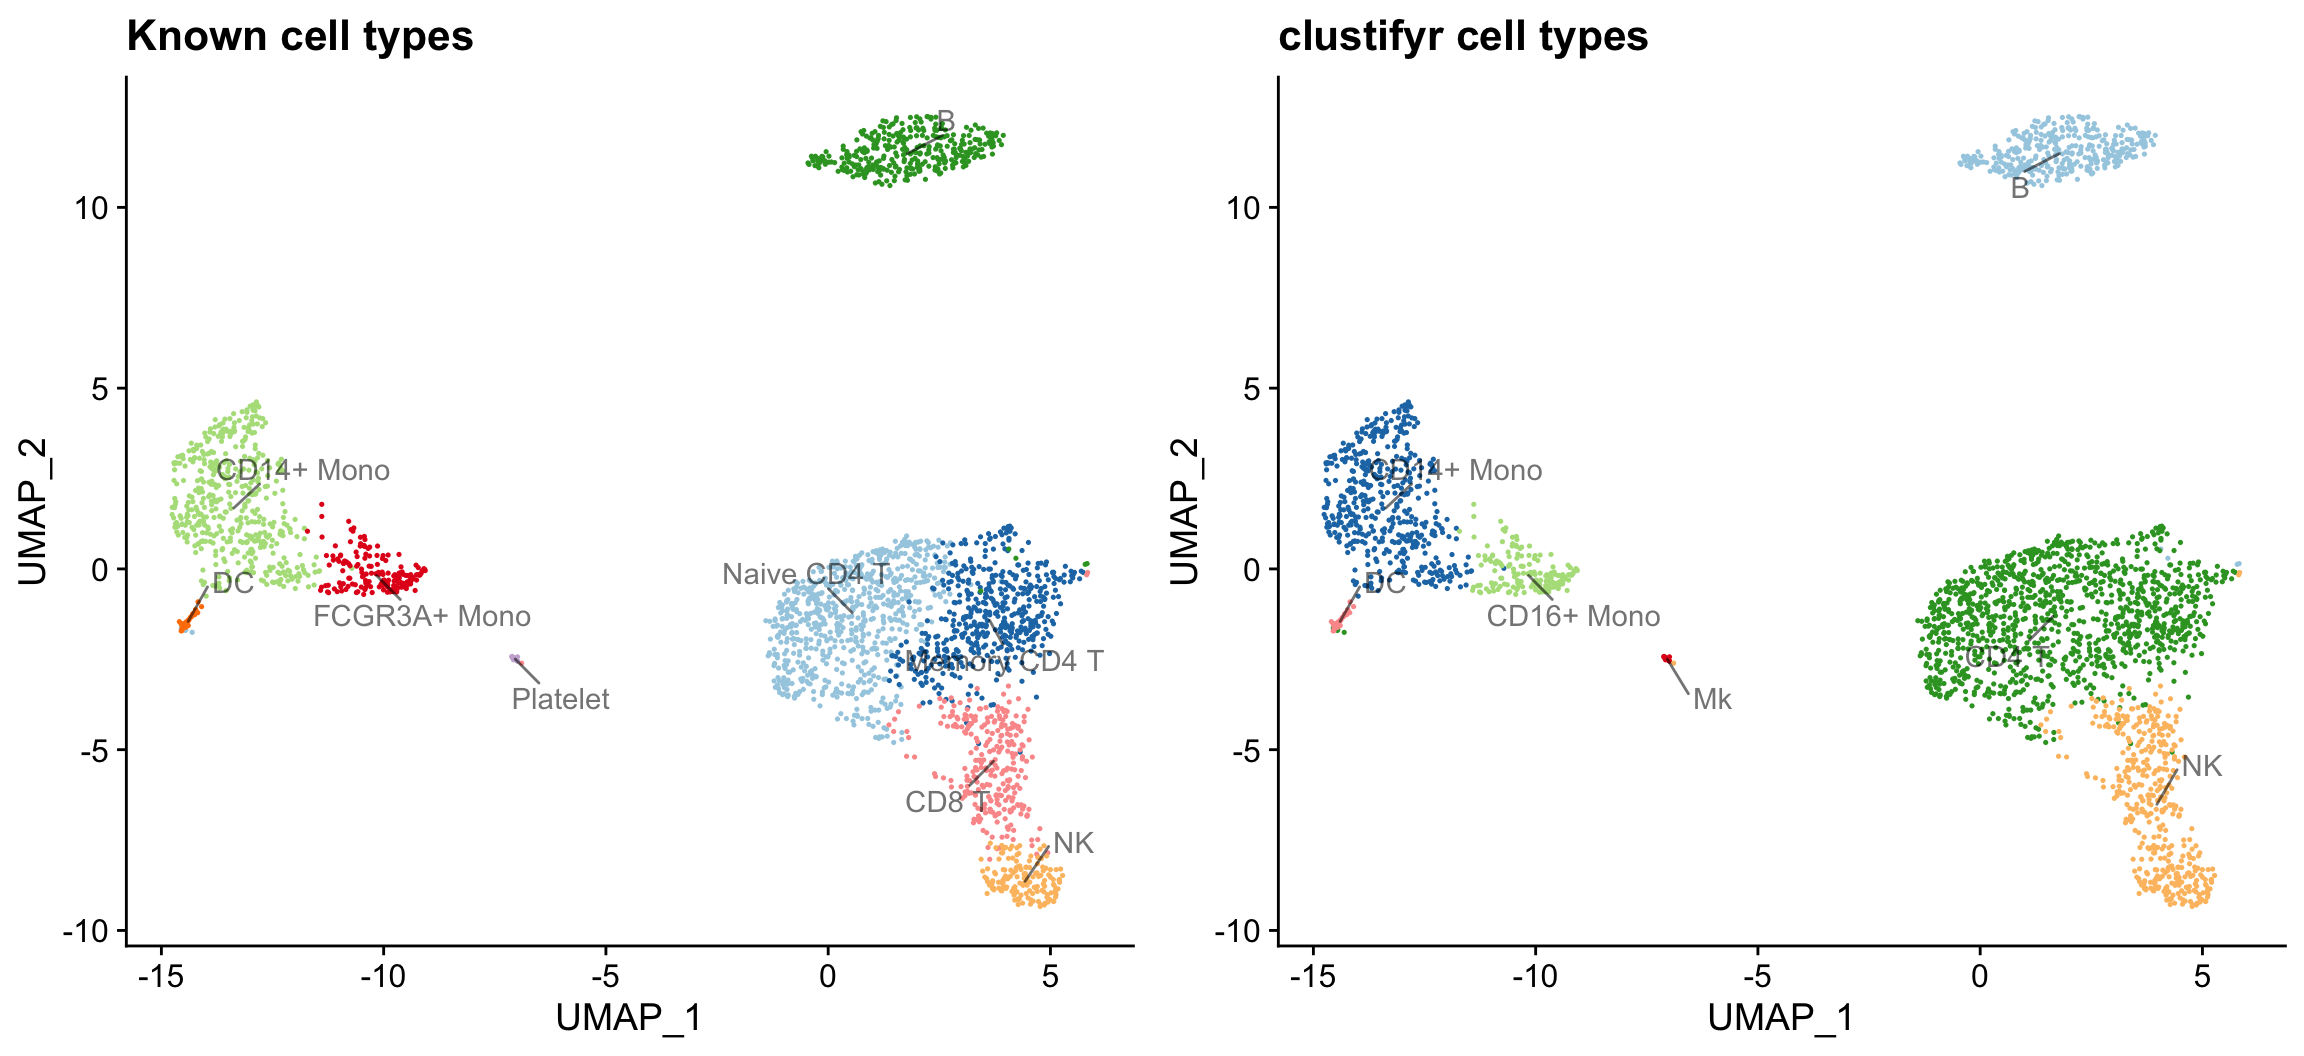 Known cell types
B
10
5
CD14+ Mono
UMAP_2
0
DC
Naive CD4 T
FCGR3A+ Mono
Memory CD4 T
Platelet
-5
CD8 T
NK
-10
-15 -10 -5 0 5
UMAP_1
clustifyr cell types
B
10
5
CD14+ Mono
UMAP_2
0
DC
CD16+ Mono
CD4 T
Mk
-5
NK
-10
-15 -10 -5 0 5
UMAP_1